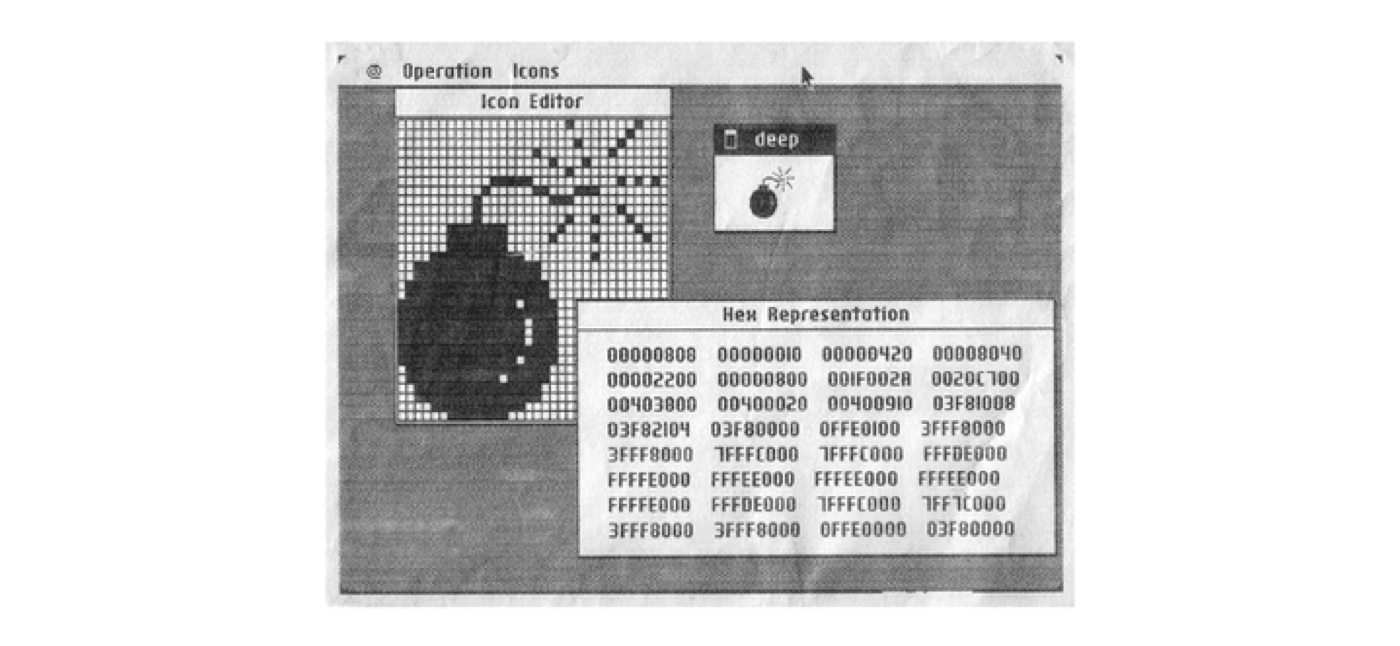 @ Operation Icons
Icon Editor
deep
Hex Representation
00000808 00000010 00000420 00008040
00002200 00000800 001F002A 0020C700
00403800 00400020 00400910 03F81008
03F82104 03F80000 0FFE0100 3FFF8000
3FFF8000 7FFFC000 7FFFC000 FFFDE000
FFFFE000 FFFEE000 FFFEE000 FFFEE000
FFFFE000 FFFDE000 7FFFC000 7FF7C000
3FFF8000 3FFF8000 0FFE0000 03F80000